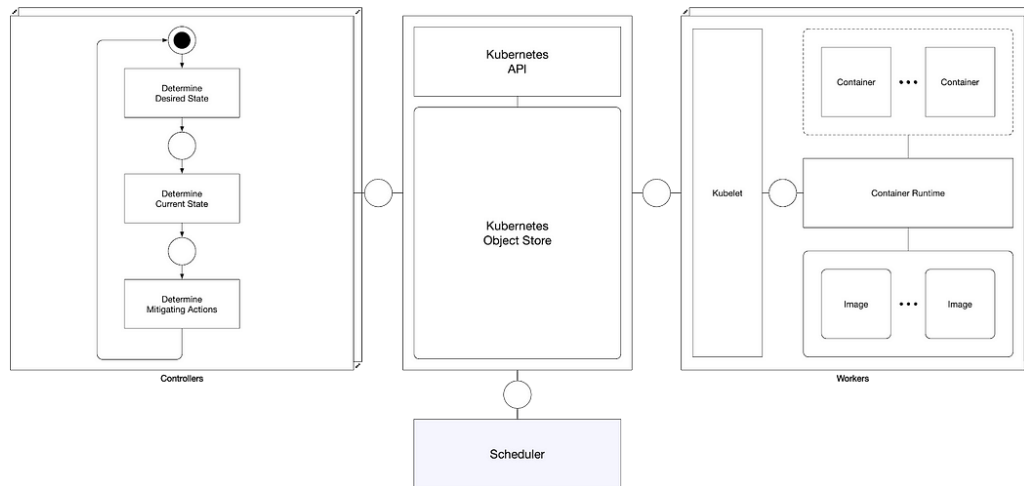 Determine
Desired State
Determine
Current State
Determine
Mitigating Actions
Controllers
Kubernetes
API
Kubernetes
Object Store
Scheduler
Kubelet
Container
Container
Container Runtime
Image
Image
Workers